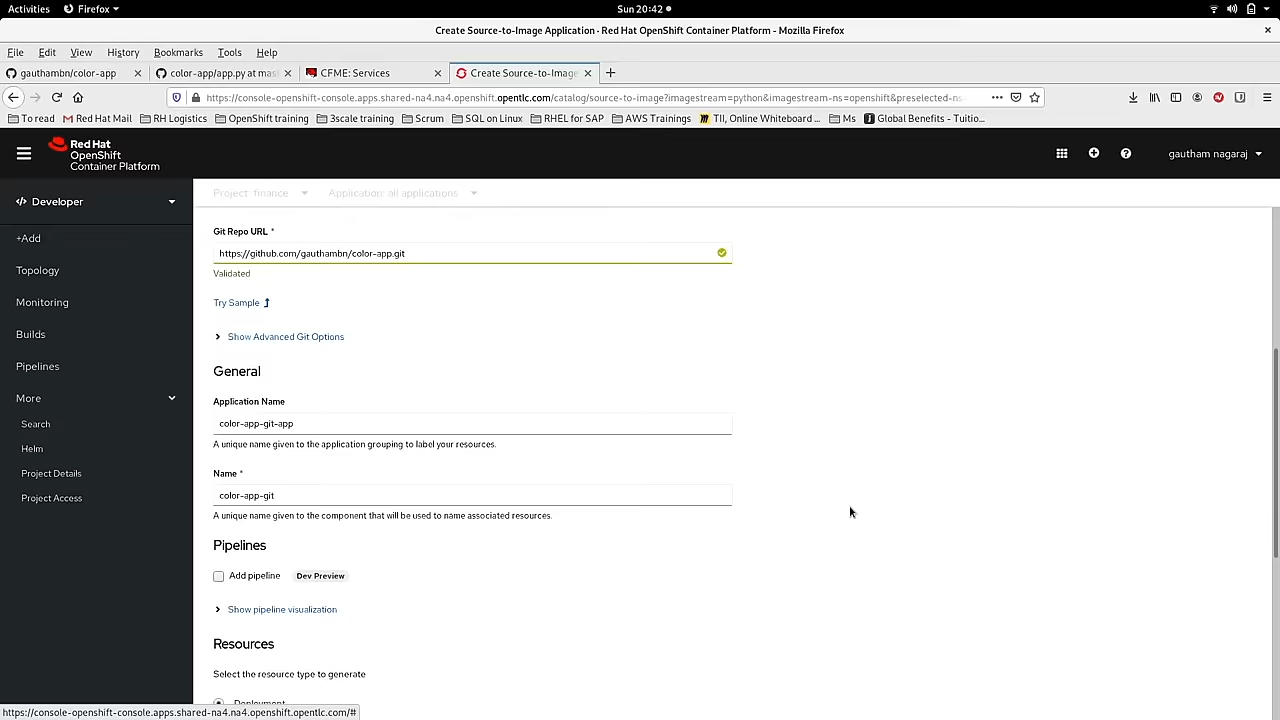 Activities Firefox Sun 20:42
Create Source-to-Image Application · Red Hat OpenShift Container Platform - Mozilla Firefox
File Edit View History Bookmarks Tools Help
gauthambn/color-app color-app/app.py at mas CFME: Services Create Source-to-Image
https://console-openshift-console.apps.shared-na4.na4.openshift.opentlc.com/catalog/source-to-image?imagestream=python&imagestream-ns=openshift&preselected-ns
To read Red Hat Mail RH Logistics OpenShift training 3scale training Scrum SQL on Linux RHEL for SAP AWS Trainings TII, Online Whiteboard ... Ms Global Benefits - Tuitio...
Red Hat
OpenShift
Container Platform
gautham nagaraj
Developer
Project: finance Application: all applications
+Add
Topology
Monitoring
Builds
Pipelines
More
Search
Helm
Project Details
Project Access
Git Repo URL *
https://github.com/gauthambn/color-app.git
Validated
Try Sample
Show Advanced Git Options
General
Application Name
color-app-git-app
A unique name given to the application grouping to label your resources.
Name *
color-app-git
A unique name given to the component that will be used to name associated resources.
Pipelines
Add pipeline Dev Preview
Show pipeline visualization
Resources
Select the resource type to generate
Deployment
https://console-openshift-console.apps.shared-na4.na4.openshift.opentlc.com/#